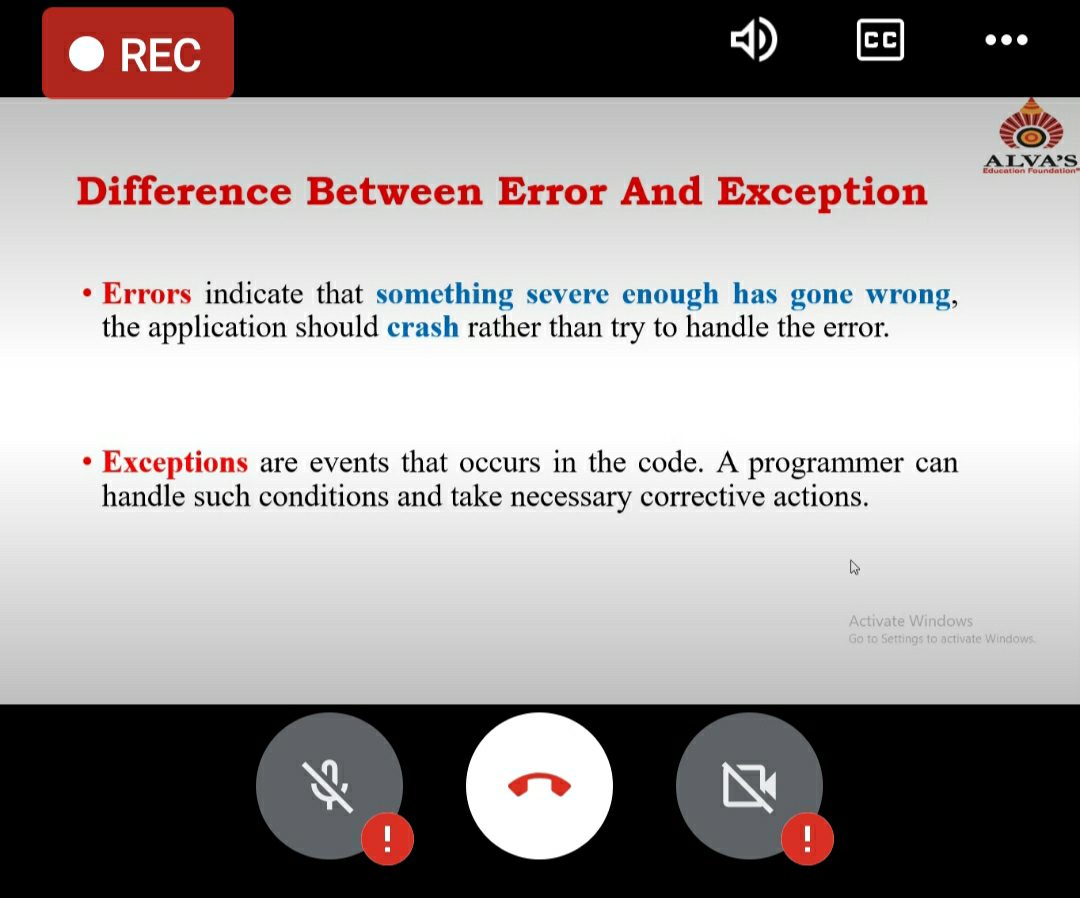 REC
CC
ALVA'S
Education Foundation
Difference Between Error And Exception
• Errors indicate that something severe enough has gone wrong,
the application should crash rather than try to handle the error.
• Exceptions are events that occurs in the code. A programmer can
handle such conditions and take necessary corrective actions.
Activate Windows
Go to Settings to activate Windows.
!
!